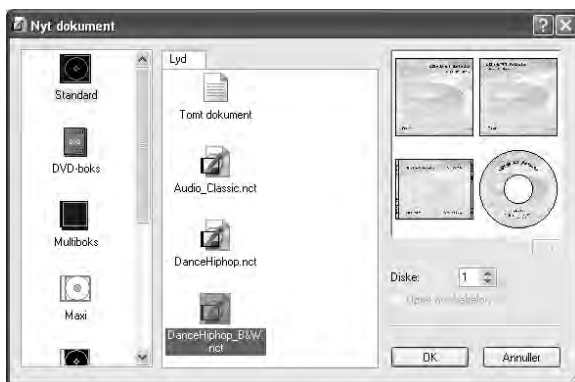 Nyt dokument
Standard
DVD-boks
Multiboks
Maxi
Lyd
Tomt dokument
Audio_Classic.nct
DanceHiphop.nct
DanceHiphop_B&W.
nct
Diske:
1
OK
Annuller